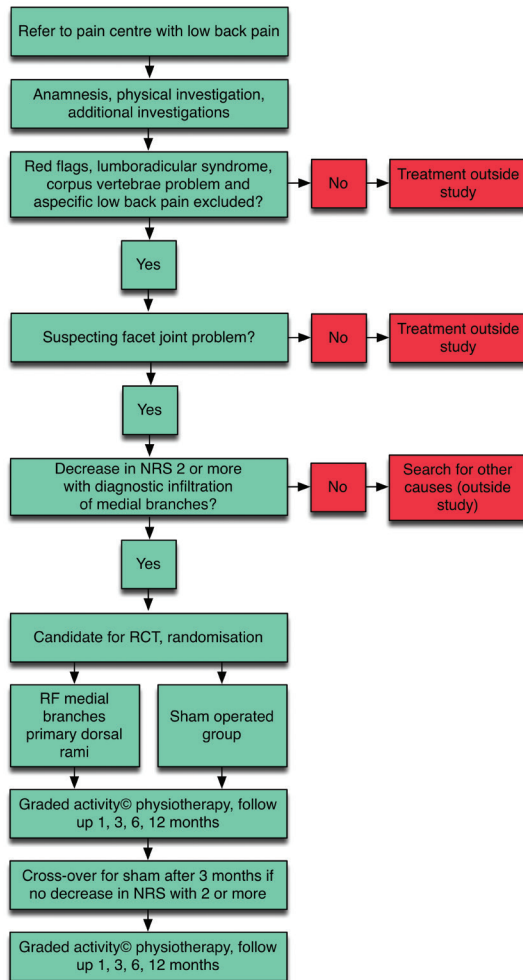 Refer to pain centre with low back pain
Anamnesis, physical investigation,
additional investigations
Red flags, lumboradicular syndrome,
corpus vertebrae problem and
aspecific low back pain excluded?
No
Treatment outside
study
Yes
Suspecting facet joint problem?
No
Treatment outside
study
Yes
Decrease in NRS 2 or more
with diagnostic infiltration
of medial branches?
No
Search for other
causes (outside
study)
Yes
Candidate for RCT, randomisation
RF medial
branches
primary dorsal
rami
Sham operated
group
Graded activity© physiotherapy, follow
up 1, 3, 6, 12 months
Cross-over for sham after 3 months if
no decrease in NRS with 2 or more
Graded activity© physiotherapy, follow
up 1, 3, 6, 12 months